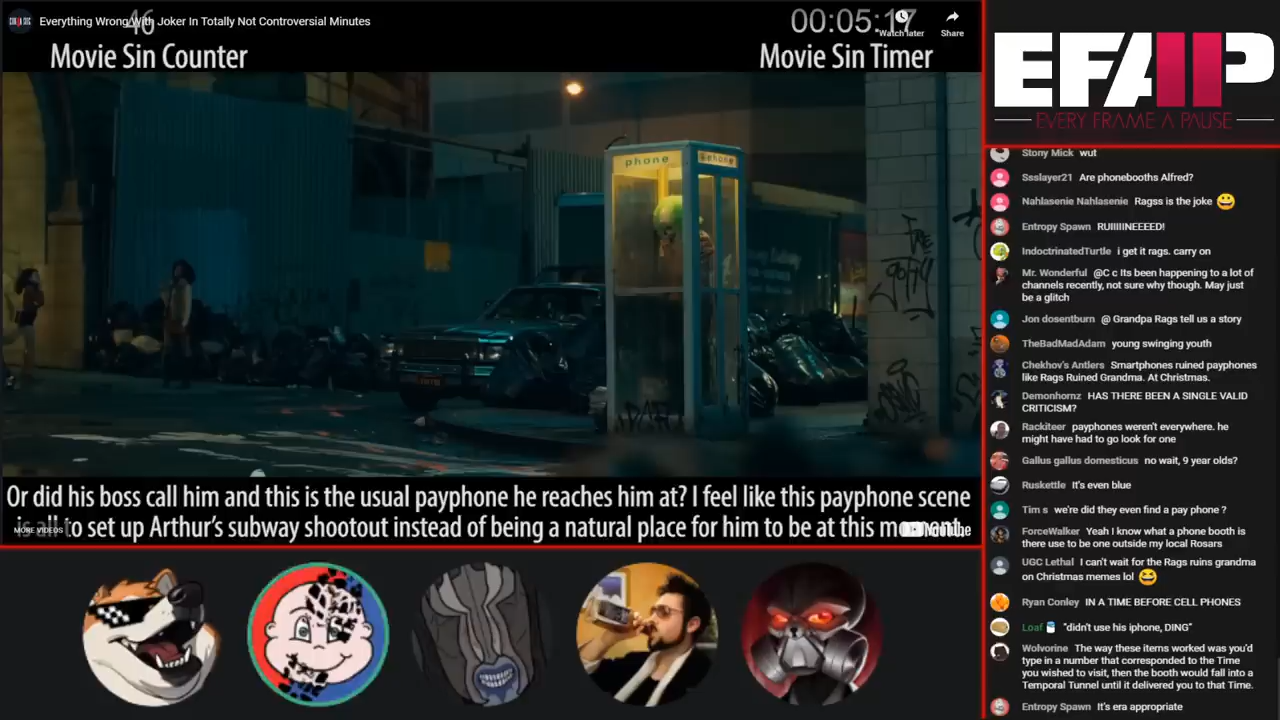 Everything Wrong With Joker In Totally Not Controversial Minutes
46
Movie Sin Counter
00:05:17
Watch later
Share
Movie Sin Timer
phone
phone
Or did his boss call him and this is the usual payphone he reaches him at? I feel like this payphone scene
is all to set up Arthur's subway shootout instead of being a natural place for him to be at this moment.
MORE VIDEOS
YouTube
EFAP
EVERY FRAME A PAUSE
Stony Mick wut
Ssslayer21 Are phonebooths Alfred?
Nahlasenie Nahlasenie Ragss is the joke 😀
Entropy Spawn RUIIIIINEEEED!
IndoctrinatedTurtle i get it rags. carry on
Mr. Wonderful @C c Its been happening to a lot of
channels recently, not sure why though. May just
be a glitch
Jon dosentburn @ Grandpa Rags tell us a story
TheBadMadAdam young swinging youth
Chekhov's Antlers Smartphones ruined payphones
like Rags Ruined Grandma. At Christmas.
Demonhornz HAS THERE BEEN A SINGLE VALID
CRITICISM?
Rackiteer payphones weren't everywhere. he
might have had to go look for one
Gallus gallus domesticus no wait, 9 year olds?
Ruskettle It's even blue
Tim s we're did they even find a pay phone ?
ForceWalker Yeah I know what a phone booth is
there use to be one outside my local Rosars
UGC Lethal I can't wait for the Rags ruins grandma
on Christmas memes lol 😆
Ryan Conley IN A TIME BEFORE CELL PHONES
Loaf "didn't use his iphone, DING"
Wolvorine The way these items worked was you'd
type in a number that corresponded to the Time
you wished to visit, then the booth would fall into a
Temporal Tunnel until it delivered you to that Time.
Entropy Spawn It's era appropriate